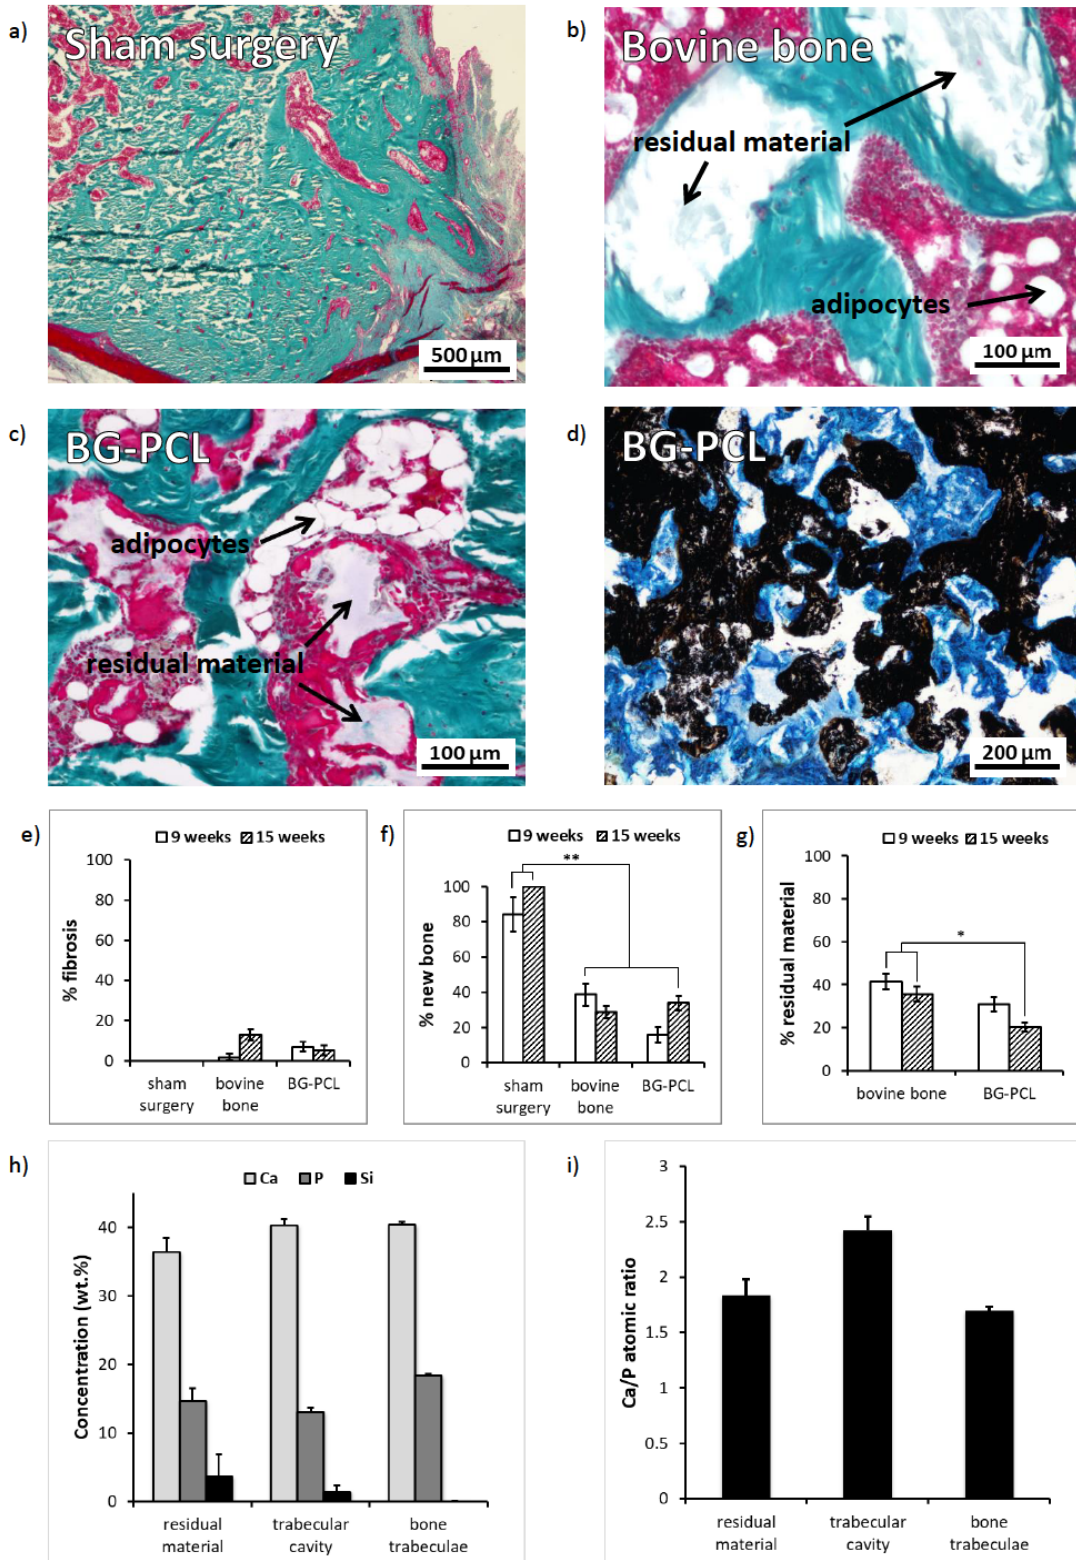 a)
Sham surgery
500 µm
b)
Bovine bone
residual material
adipocytes
100 µm
c)
BG-PCL
adipocytes
residual material
100 µm
d)
BG-PCL
200 µm
e)
9 weeks 15 weeks
% fibrosis
100
80
60
40
20
0
sham
surgery
bovine
bone
BG-PCL
f)
9 weeks 15 weeks
**
% new bone
100
80
60
40
20
0
sham
surgery
bovine
bone
BG-PCL
g)
9 weeks 15 weeks
*
% residual material
100
80
60
40
20
0
bovine bone
BG-PCL
h)
Ca P Si
Concentration (wt.%)
40
30
20
10
0
residual
material
trabecular
cavity
bone
trabeculae
i)
Ca/P atomic ratio
3
2.5
2
1.5
1
0.5
0
residual
material
trabecular
cavity
bone
trabeculae